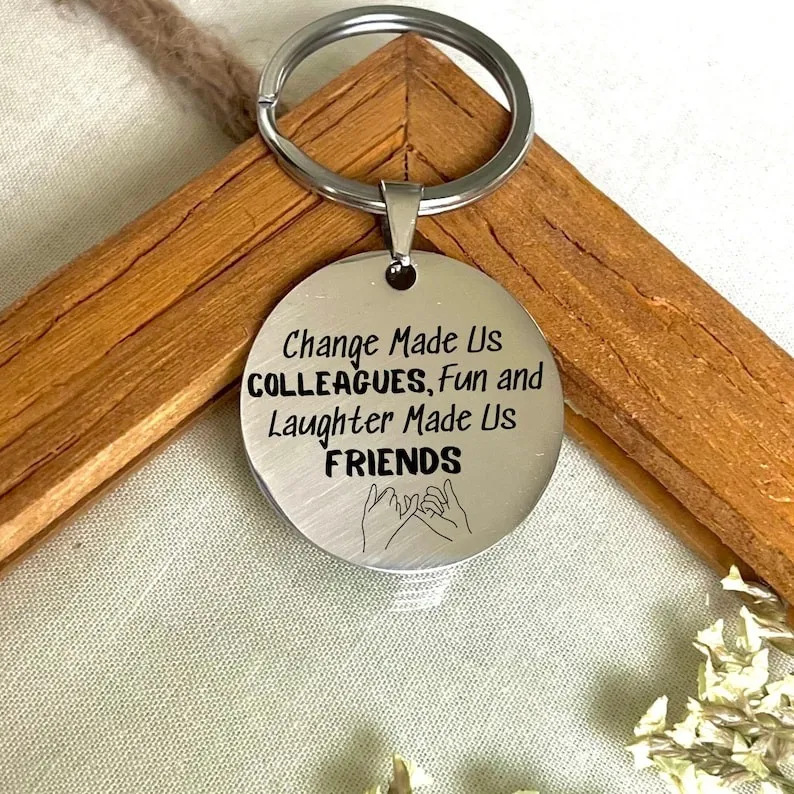 Change Made Us
COLLEAGUES, Fun and
Laughter Made Us
FRIENDS